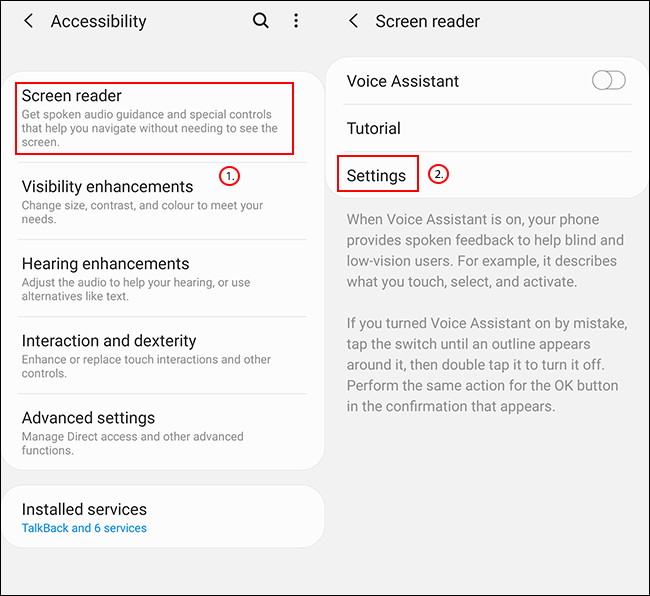 Accessibility
Screen reader
Get spoken audio guidance and special controls
that help you navigate without needing to see the
screen.
1.
Visibility enhancements
Change size, contrast, and colour to meet your
needs.
Hearing enhancements
Adjust the audio to help your hearing, or use
alternatives like text.
Interaction and dexterity
Enhance or replace touch interactions and other
controls.
Advanced settings
Manage Direct access and other advanced
functions.
Installed services
TalkBack and 6 services
Screen reader
Voice Assistant
Tutorial
Settings
2.
When Voice Assistant is on, your phone
provides spoken feedback to help blind and
low-vision users. For example, it describes
what you touch, select, and activate.
If you turned Voice Assistant on by mistake,
tap the switch until an outline appears
around it, then double tap it to turn it off.
Perform the same action for the OK button
in the confirmation that appears.